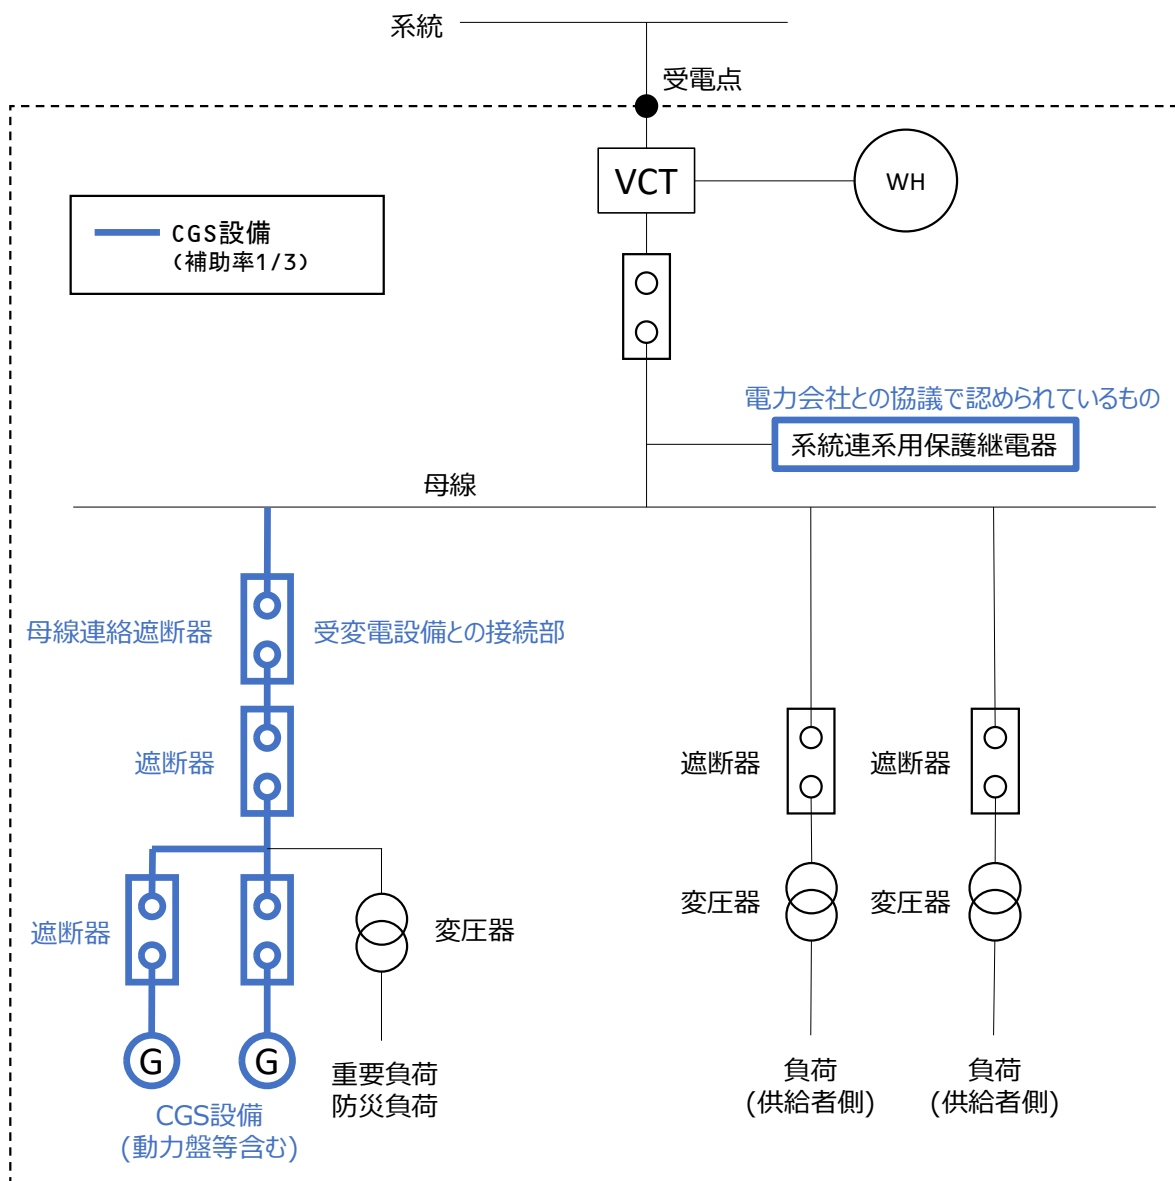 系統
受電点
VCT
WH
CGS設備
(補助率1/3)
電力会社との協議で認められているもの
系統連系用保護継電器
母線
母線連絡遮断器
受変電設備との接続部
遮断器
遮断器
遮断器
変圧器
変圧器
遮断器
変圧器
G
G
重要負荷
防災負荷
負荷
(供給者側)
負荷
(供給者側)
CGS設備
(動力盤等含む)